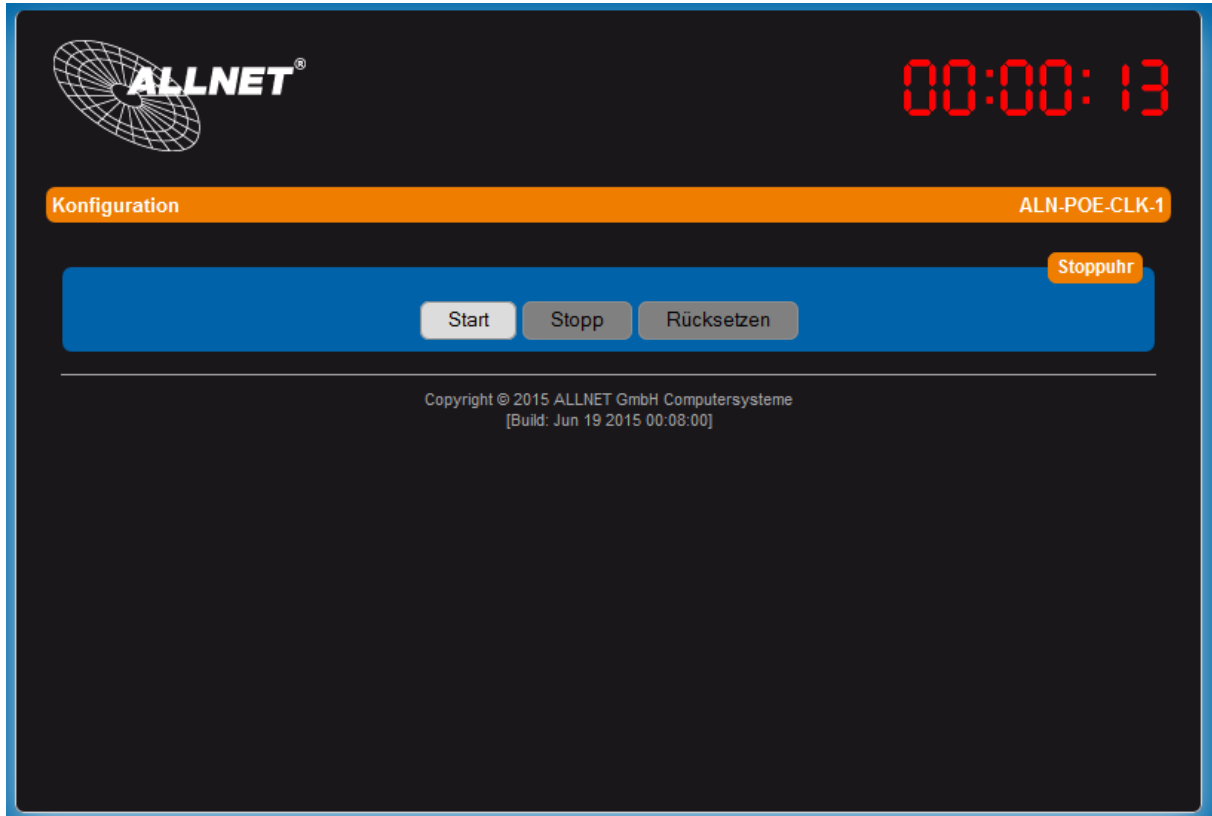 ALLNET®
00:00:13
Konfiguration
ALN-POE-CLK-1
Stoppuhr
Start
Stopp
Rücksetzen
Copyright © 2015 ALLNET GmbH Computersysteme
[Build: Jun 19 2015 00:08:00]